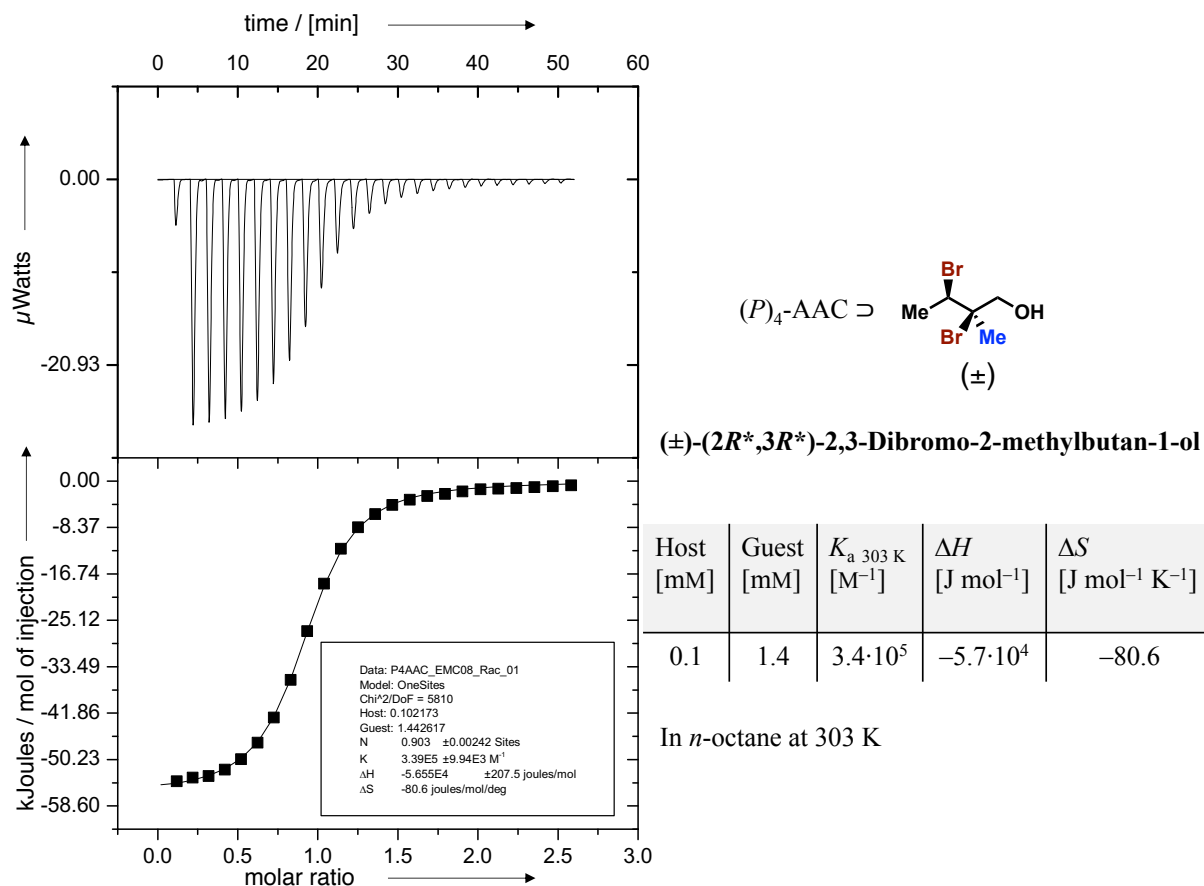 time / [min]
0 10 20 30 40 50 60
0.00
-20.93
µWatts
0.00
-8.37
-16.74
-25.12
-33.49
-41.86
-50.23
-58.60
kJoules / mol of injection
Data: P4AAC_EMC08_Rac_01
Model: OneSites
Chi^2/DoF = 5810
Host: 0.102173
Guest: 1.442617
N 0.903 ±0.00242 Sites
K 3.39E5 ±9.94E3 M⁻¹
ΔH -5.655E4 ±207.5 joules/mol
ΔS -80.6 joules/mol/deg
0.0 0.5 1.0 1.5 2.0 2.5 3.0
molar ratio
Br
(P)₄-AAC ⊃ Me OH
Br Me
(±)
(±)-(2R*,3R*)-2,3-Dibromo-2-methylbutan-1-ol
Host Guest Kₐ ₃₀₃ K ΔH ΔS
[mM] [mM] [M⁻¹] [J mol⁻¹] [J mol⁻¹ K⁻¹]
0.1 1.4 3.4·10⁵ −5.7·10⁴ −80.6
In n-octane at 303 K